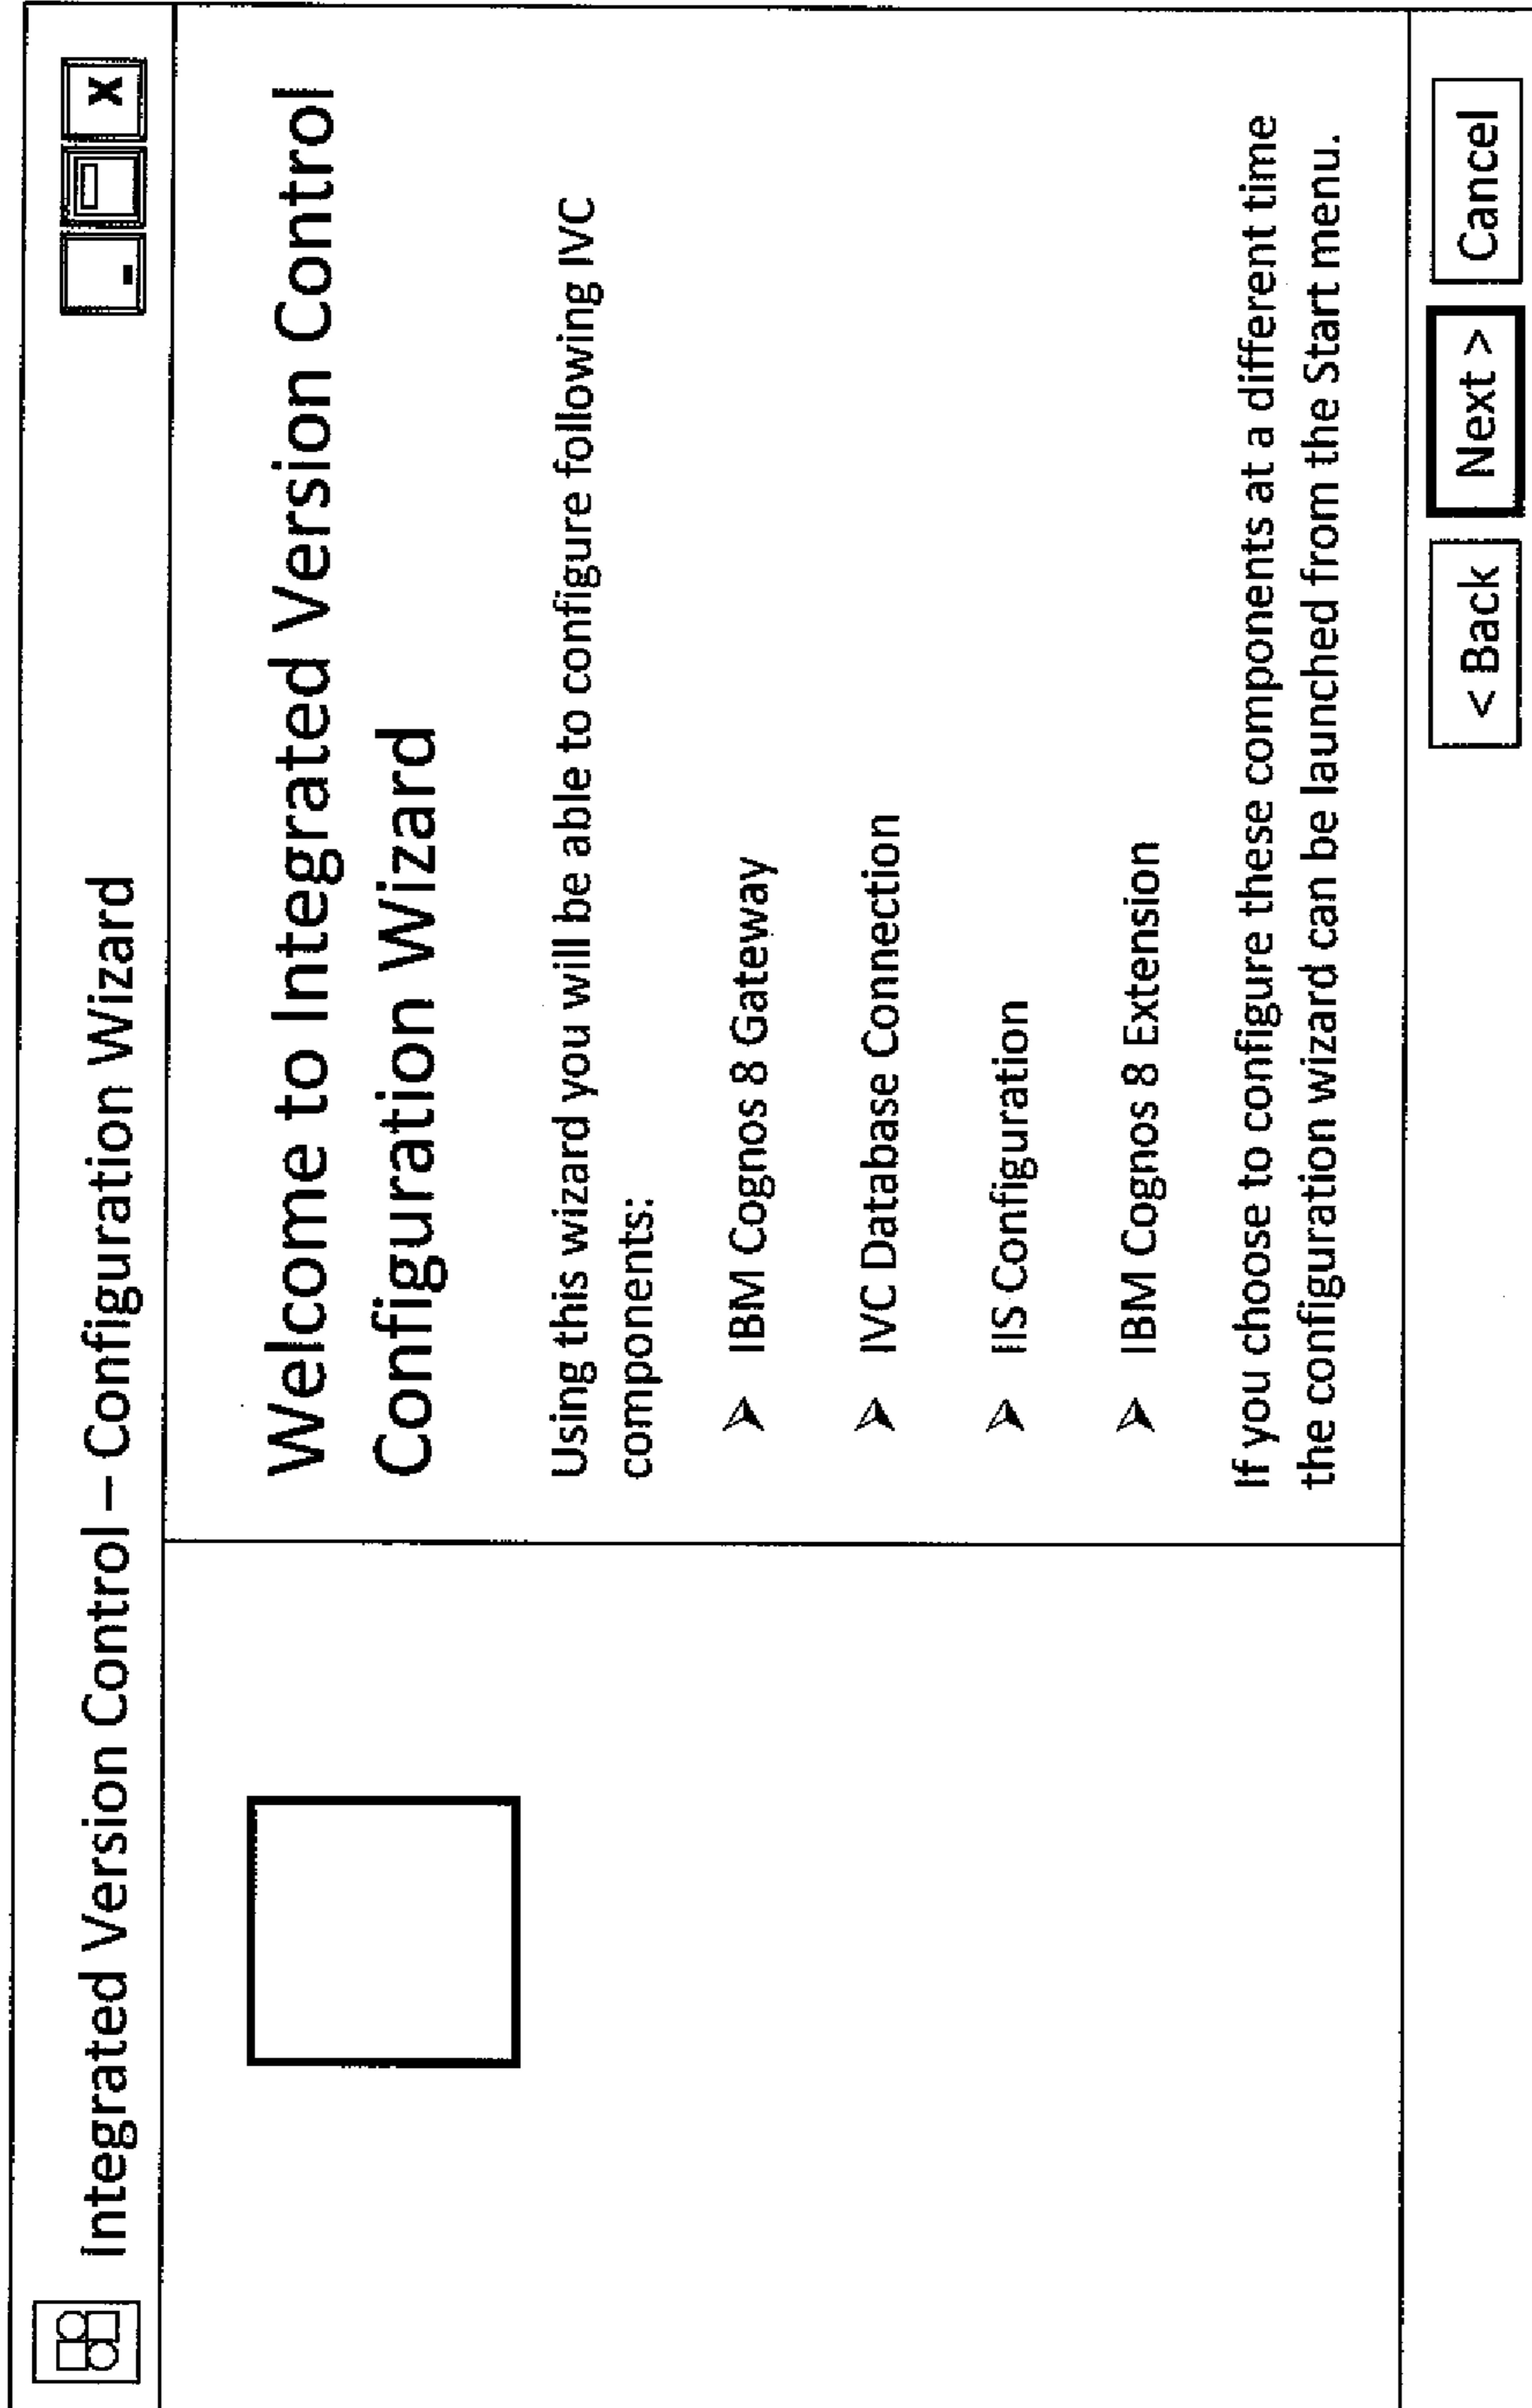 Integrated Version Control – Configuration Wizard
X
Welcome to Integrated Version Control
Configuration Wizard
Using this wizard you will be able to configure following IVC
components:
➢ IBM Cognos 8 Gateway
➢ IVC Database Connection
➢ IIS Configuration
➢ IBM Cognos 8 Extension
If you choose to configure these components at a different time
the configuration wizard can be launched from the Start menu.
< Back
Next >
Cancel